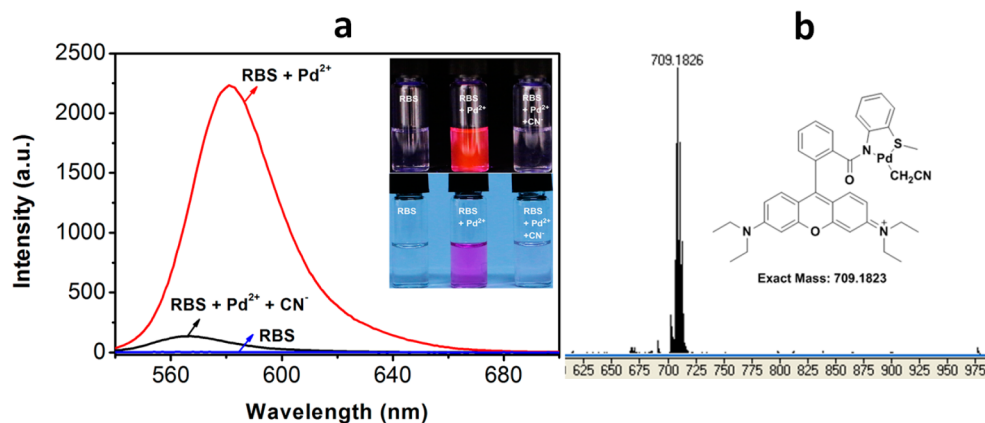 a
b
2500
2000
1500
1000
500
0
Intensity (a.u.)
RBS + Pd²⁺
RBS + Pd²⁺ + CN⁻
RBS
RBS
RBS
+ Pd²⁺
RBS
+ Pd²⁺
+CN⁻
RBS
RBS
+ Pd²⁺
RBS
+ Pd²⁺
+CN⁻
560
600
640
680
Wavelength (nm)
709.1826
S
N
Pd
O
CH2CN
N
O
N
+
Exact Mass: 709.1823
625 650 675 700 725 750 775 800 825 850 875 900 925 950 975